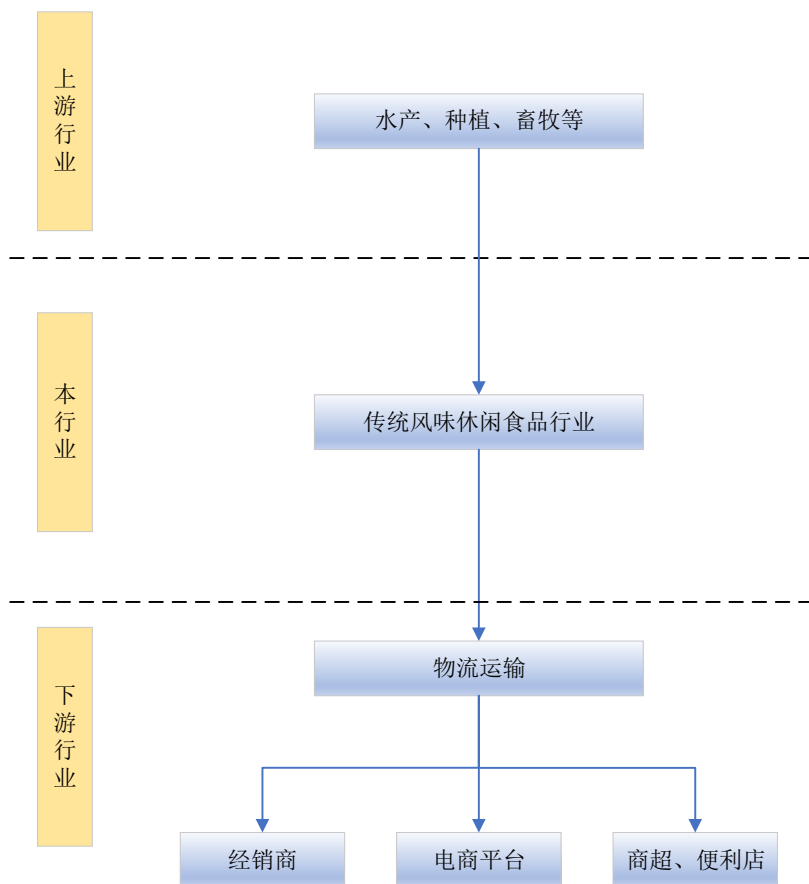 上游行业
水产、种植、畜牧等
本行业
传统风味休闲食品行业
下游行业
物流运输
经销商
电商平台
商超、便利店